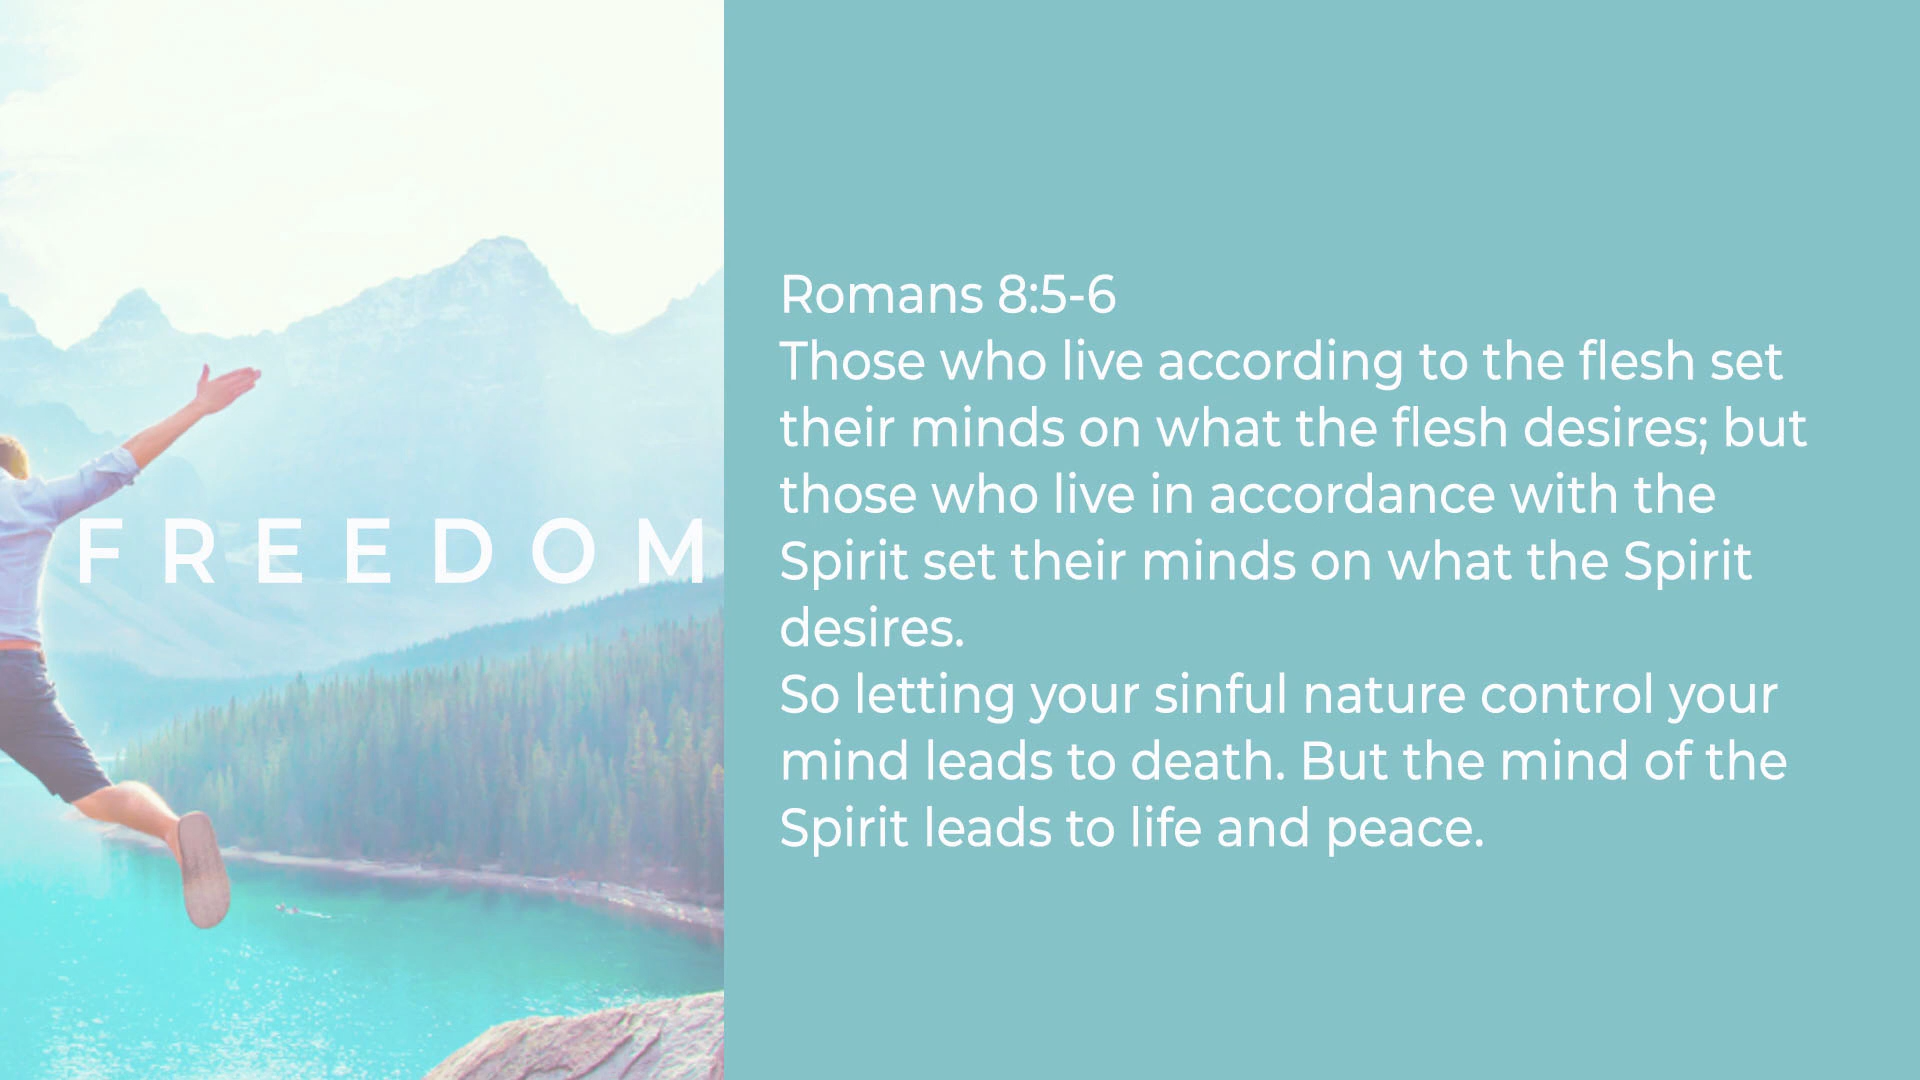 FREEDOM
Romans 8:5-6
Those who live according to the flesh set
their minds on what the flesh desires; but
those who live in accordance with the
Spirit set their minds on what the Spirit
desires.
So letting your sinful nature control your
mind leads to death. But the mind of the
Spirit leads to life and peace.